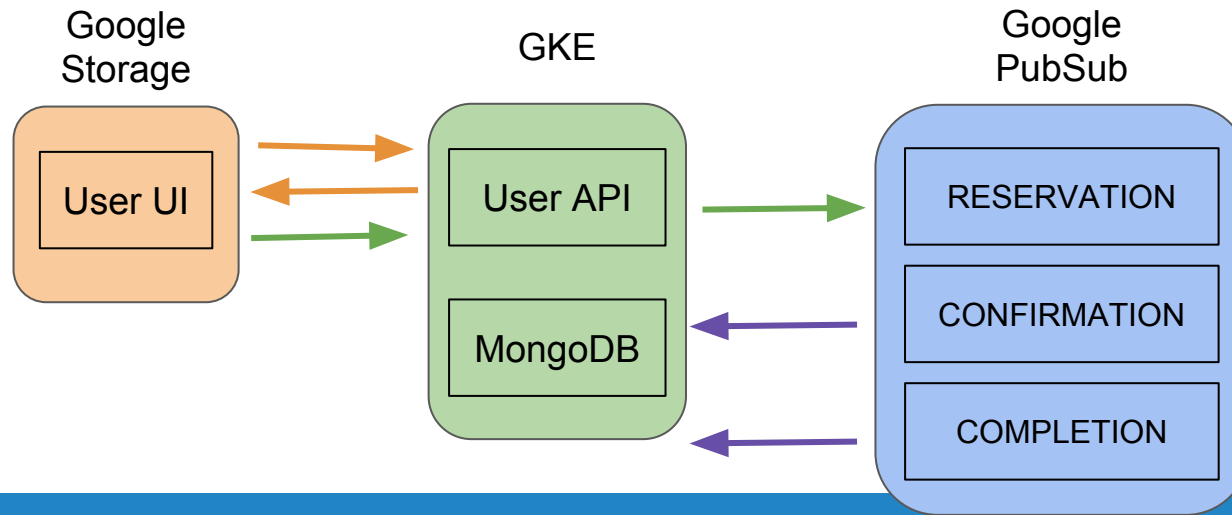 Google
Storage
GKE
Google
PubSub
User UI
User API
MongoDB
RESERVATION
CONFIRMATION
COMPLETION